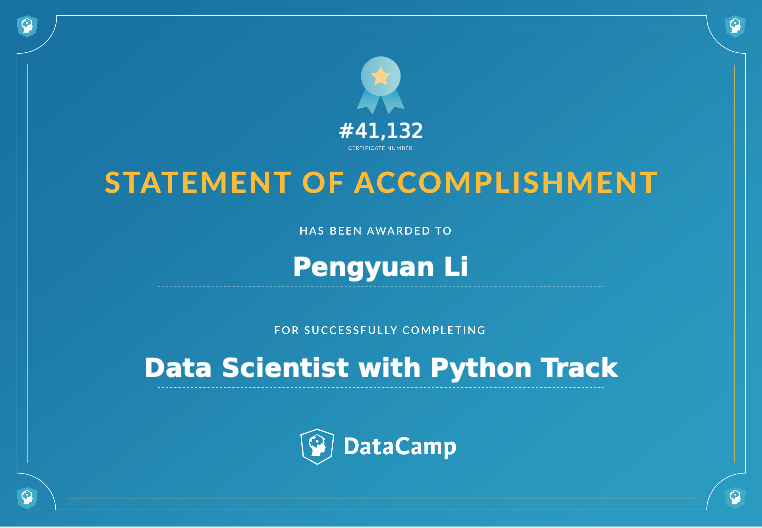 #41,132
CERTIFICATE NUMBER
STATEMENT OF ACCOMPLISHMENT
HAS BEEN AWARDED TO
Pengyuan Li
FOR SUCCESSFULLY COMPLETING
Data Scientist with Python Track
DataCamp